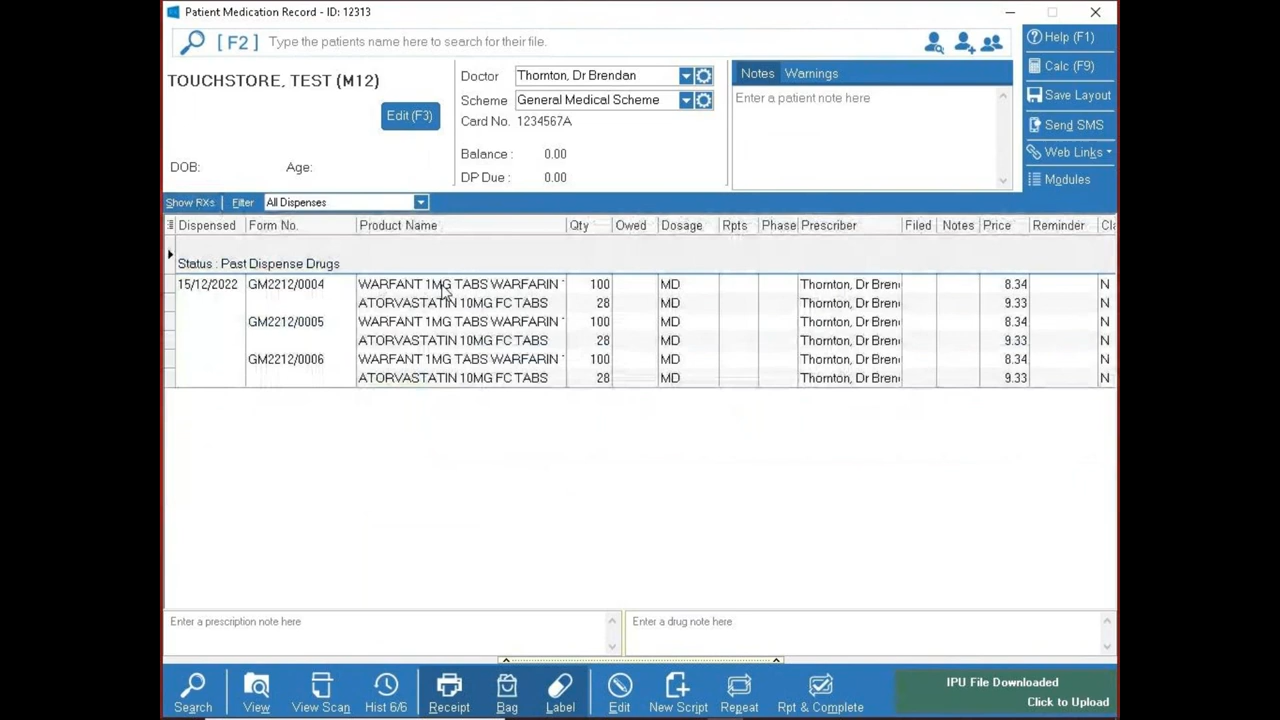 Patient Medication Record - ID: 12313
[ F2 ] Type the patients name here to search for their file.
Help (F1)
Calc (F9)
Save Layout
Send SMS
Web Links
Modules
TOUCHSTORE, TEST (M12)
Edit (F3)
DOB: Age:
Doctor Thornton, Dr Brendan
Scheme General Medical Scheme
Card No. 1234567A
Balance : 0.00
DP Due : 0.00
Notes Warnings
Enter a patient note here
Show RXs Filter All Dispenses
Dispensed Form No. Product Name Qty Owed Dosage Rpts Phase Prescriber Filed Notes Price Reminder Cla
Status : Past Dispense Drugs
15/12/2022 GM2212/0004 WARFANT 1MG TABS WARFARIN 100 MD Thornton, Dr Bren 8.34 N
ATORVASTATIN 10MG FC TABS 28 MD Thornton, Dr Bren 9.33 N
GM2212/0005 WARFANT 1MG TABS WARFARIN 100 MD Thornton, Dr Bren 8.34 N
ATORVASTATIN 10MG FC TABS 28 MD Thornton, Dr Bren 9.33 N
GM2212/0006 WARFANT 1MG TABS WARFARIN 100 MD Thornton, Dr Bren 8.34 N
ATORVASTATIN 10MG FC TABS 28 MD Thornton, Dr Bren 9.33 N
Enter a prescription note here
Enter a drug note here
Search View View Scan Hist 6/6 Receipt Bag Label Edit New Script Repeat Rpt & Complete
IPU File Downloaded
Click to Upload